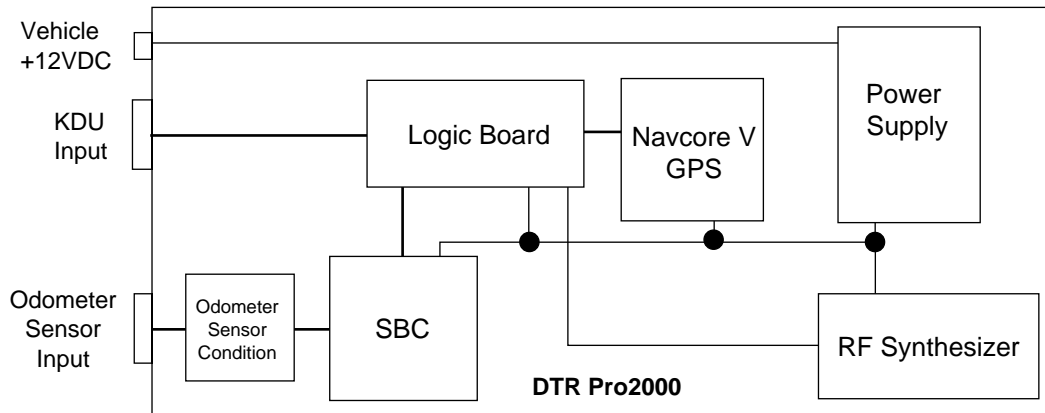 Vehicle
+12VDC
KDU
Input
Logic Board
Navcore V
GPS
Power
Supply
Odometer
Sensor
Input
Odometer
Sensor
Condition
SBC
RF Synthesizer
DTR Pro2000